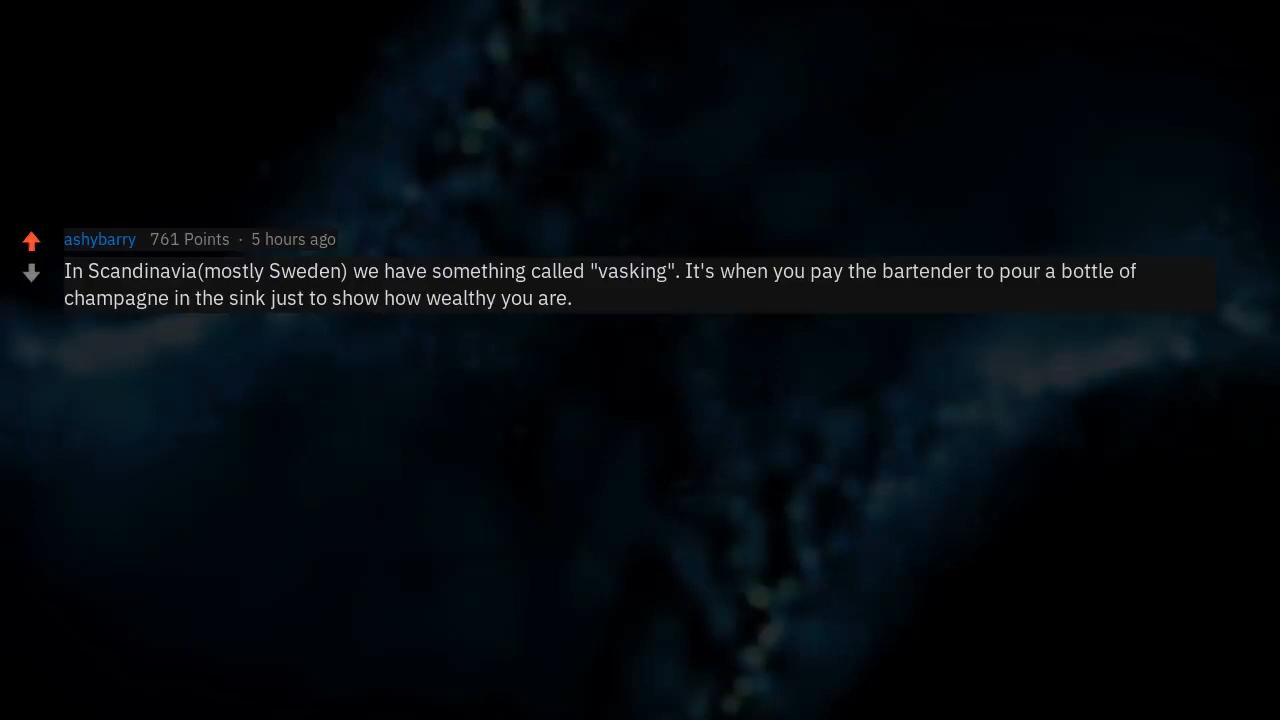 ashybarry 761 Points · 5 hours ago
In Scandinavia(mostly Sweden) we have something called "vasking". It's when you pay the bartender to pour a bottle of
champagne in the sink just to show how wealthy you are.